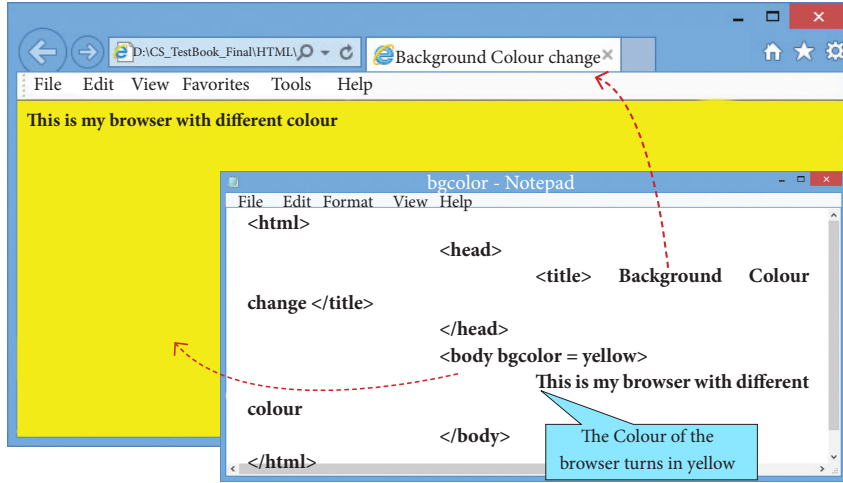 D:\CS_TestBook_Final\HTML\
Background Colour change
File Edit View Favorites Tools Help
This is my browser with different colour
bgcolor - Notepad
File Edit Format View Help
<html>
<head>
<title> Background Colour
change </title>
</head>
<body bgcolor = yellow>
This is my browser with different
colour
</body>
</html>
The Colour of the
browser turns in yellow